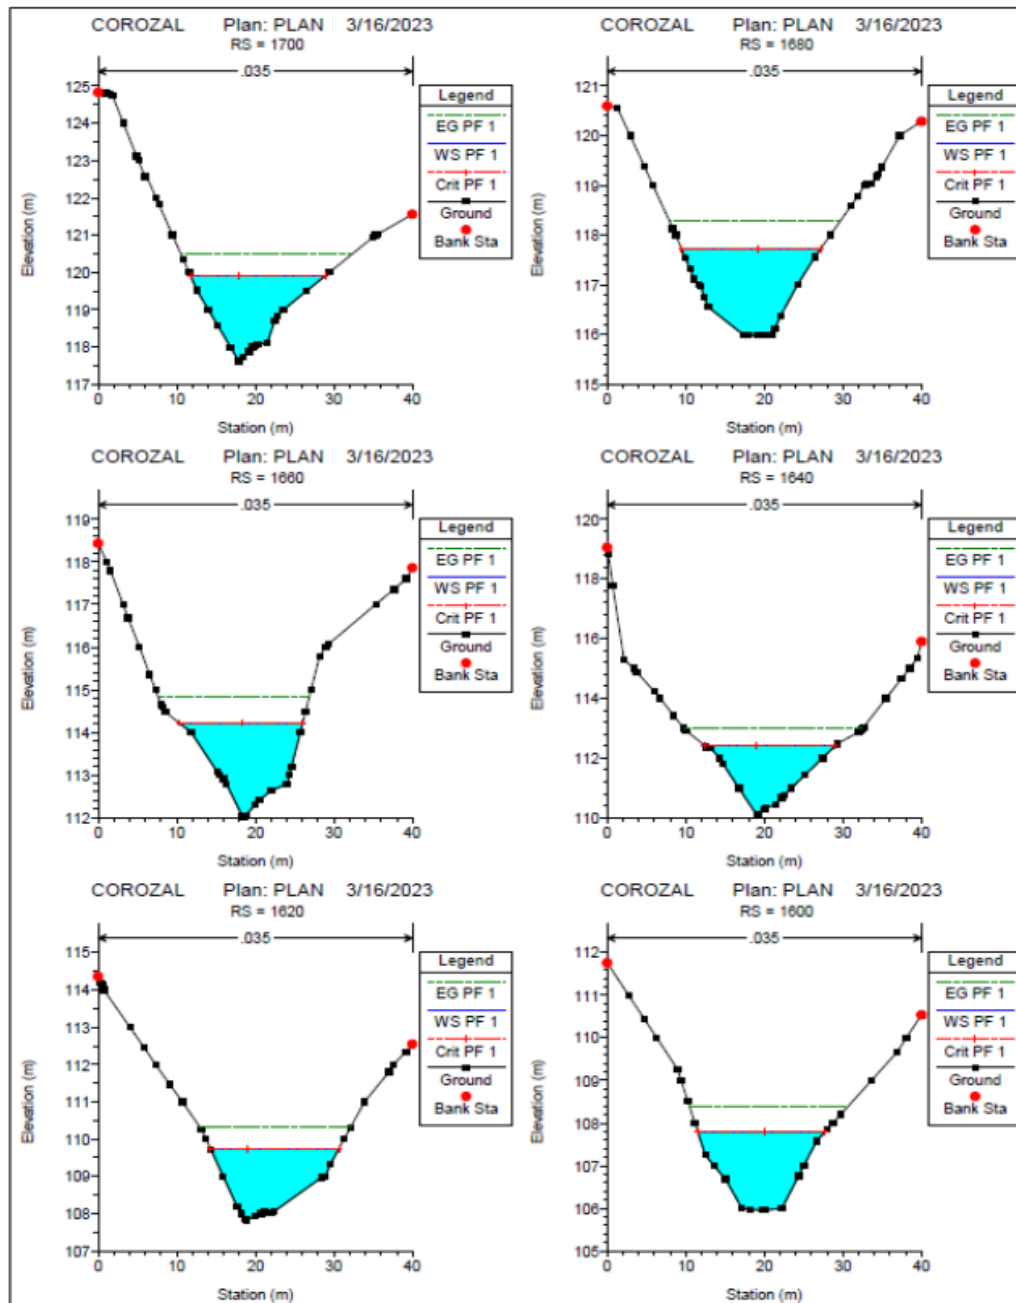 COROZAL Plan: PLAN 3/16/2023
RS = 1700
.035
125
124
123
122
121
120
119
118
117
0 10 20 30 40
Elevation (m)
Station (m)
Legend
EG PF 1
WS PF 1
Crit PF 1
Ground
Bank Sta
COROZAL Plan: PLAN 3/16/2023
RS = 1680
.035
121
120
119
118
117
116
115
0 10 20 30 40
Elevation (m)
Station (m)
Legend
EG PF 1
WS PF 1
Crit PF 1
Ground
Bank Sta
COROZAL Plan: PLAN 3/16/2023
RS = 1660
.035
119
118
117
116
115
114
113
112
0 10 20 30 40
Elevation (m)
Station (m)
Legend
EG PF 1
WS PF 1
Crit PF 1
Ground
Bank Sta
COROZAL Plan: PLAN 3/16/2023
RS = 1640
.035
120
118
116
114
112
110
0 10 20 30 40
Elevation (m)
Station (m)
Legend
EG PF 1
WS PF 1
Crit PF 1
Ground
Bank Sta
COROZAL Plan: PLAN 3/16/2023
RS = 1620
.035
115
114
113
112
111
110
109
108
107
0 10 20 30 40
Elevation (m)
Station (m)
Legend
EG PF 1
WS PF 1
Crit PF 1
Ground
Bank Sta
COROZAL Plan: PLAN 3/16/2023
RS = 1600
.035
112
111
110
109
108
107
106
105
0 10 20 30 40
Elevation (m)
Station (m)
Legend
EG PF 1
WS PF 1
Crit PF 1
Ground
Bank Sta